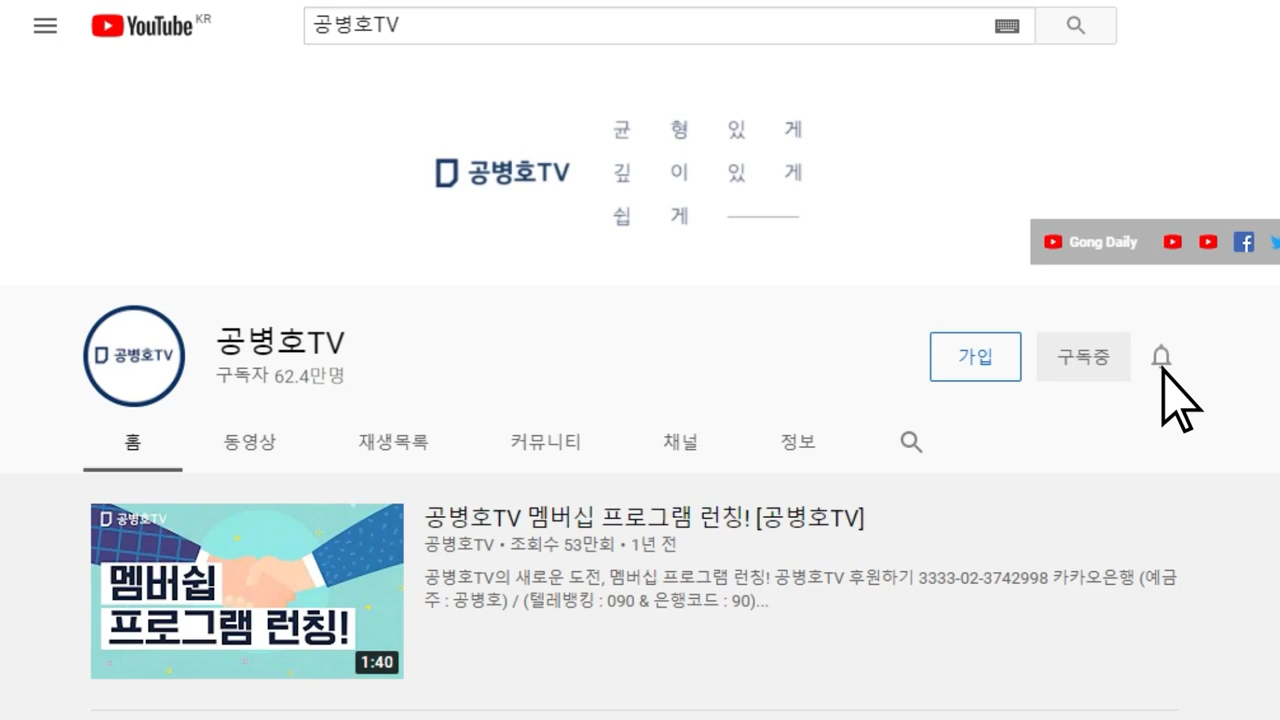 YouTube KR
공병호TV
공병호TV
균형있게
깊이있게
쉽게
Gong Daily
공병호TV
공병호TV
구독자 62.4만명
가입
구독중
홈 동영상 재생목록 커뮤니티 채널 정보
공병호TV
멤버쉽
프로그램 런칭!
1:40
공병호TV 멤버십 프로그램 런칭! [공병호TV]
공병호TV • 조회수 53만회 • 1년 전
공병호TV의 새로운 도전, 멤버십 프로그램 런칭! 공병호TV 후원하기 3333-02-3742998 카카오은행 (예금
주 : 공병호) / (텔레뱅킹 : 090 & 은행코드 : 90)...